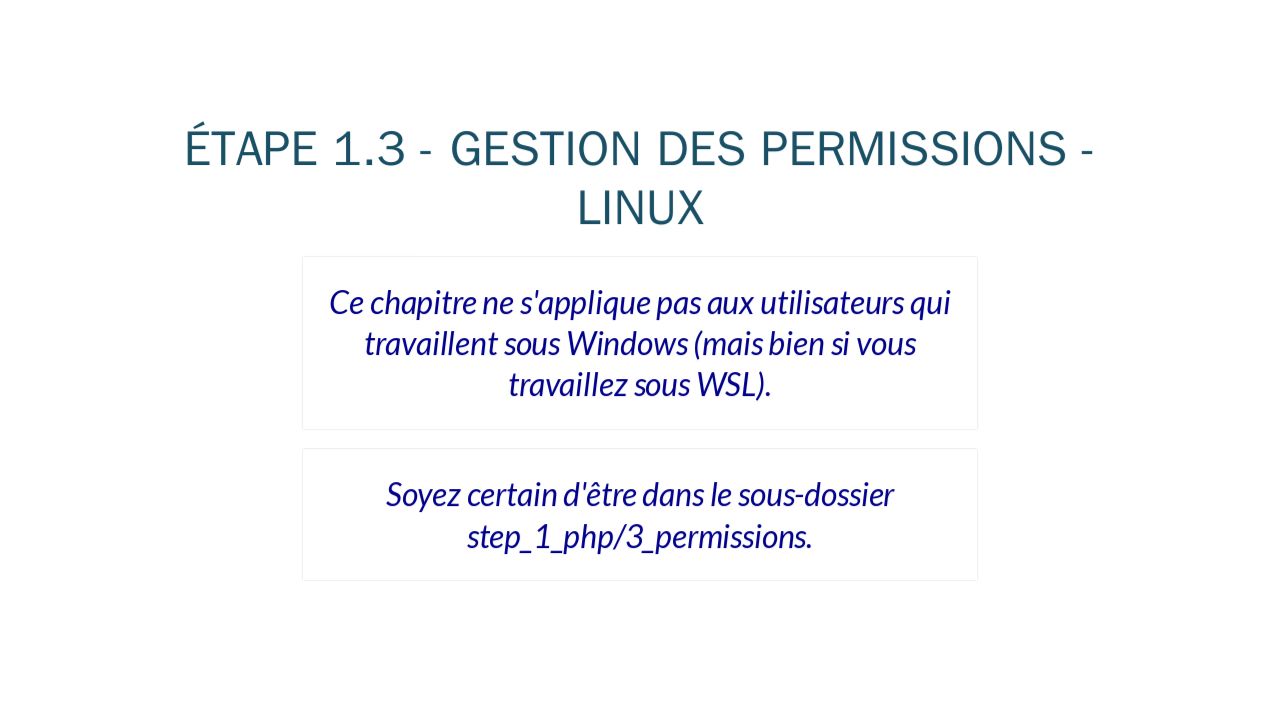 ÉTAPE 1.3 - GESTION DES PERMISSIONS -
LINUX
Ce chapitre ne s'applique pas aux utilisateurs qui
travaillent sous Windows (mais bien si vous
travaillez sous WSL).
Soyez certain d'être dans le sous-dossier
step_1_php/3_permissions.